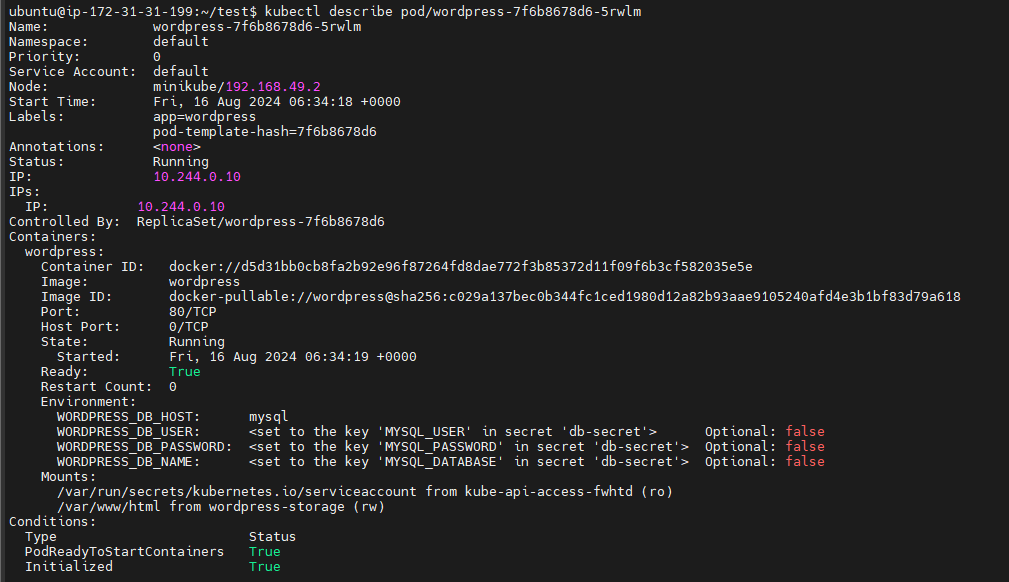 ubuntu@ip-172-31-31-199:~/test$ kubectl describe pod/wordpress-7f6b8678d6-5rwlm
Name:             wordpress-7f6b8678d6-5rwlm
Namespace:        default
Priority:         0
Service Account:  default
Node:             minikube/192.168.49.2
Start Time:       Fri, 16 Aug 2024 06:34:18 +0000
Labels:           app=wordpress
                  pod-template-hash=7f6b8678d6
Annotations:      <none>
Status:           Running
IP:               10.244.0.10
IPs:
  IP:           10.244.0.10
Controlled By:  ReplicaSet/wordpress-7f6b8678d6
Containers:
  wordpress:
    Container ID:   docker://d5d31bb0cb8fa2b92e96f87264fd8dae772f3b85372d11f09f6b3cf582035e5e
    Image:          wordpress
    Image ID:       docker-pullable://wordpress@sha256:c029a137bec0b344fc1ced1980d12a82b93aae9105240afd4e3b1bf83d79a618
    Port:           80/TCP
    Host Port:      0/TCP
    State:          Running
      Started:      Fri, 16 Aug 2024 06:34:19 +0000
    Ready:          True
    Restart Count:  0
    Environment:
      WORDPRESS_DB_HOST:      mysql
      WORDPRESS_DB_USER:      <set to the key 'MYSQL_USER' in secret 'db-secret'>      Optional: false
      WORDPRESS_DB_PASSWORD:  <set to the key 'MYSQL_PASSWORD' in secret 'db-secret'>  Optional: false
      WORDPRESS_DB_NAME:      <set to the key 'MYSQL_DATABASE' in secret 'db-secret'>  Optional: false
    Mounts:
      /var/run/secrets/kubernetes.io/serviceaccount from kube-api-access-fwhtd (ro)
      /var/www/html from wordpress-storage (rw)
Conditions:
  Type                        Status
  PodReadyToStartContainers   True
  Initialized                 True